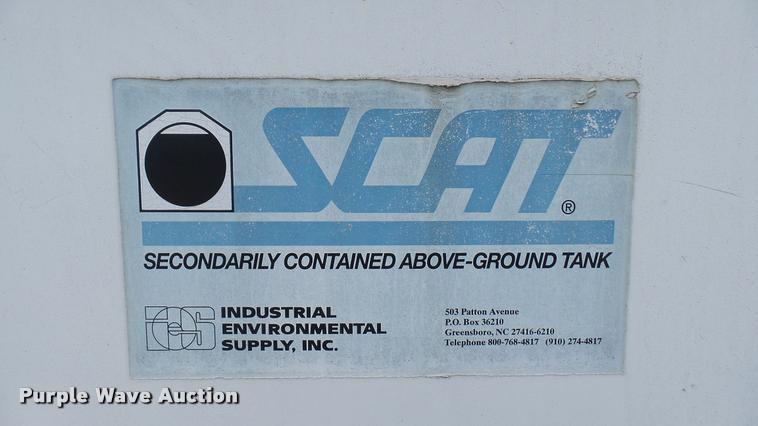 SCAT®
SECONDARILY CONTAINED ABOVE-GROUND TANK
ies
INDUSTRIAL
ENVIRONMENTAL
SUPPLY, INC.
503 Patton Avenue
P.O. Box 36210
Greensboro, NC 27416-6210
Telephone 800-768-4817 (910) 274-4817
Purple Wave Auction